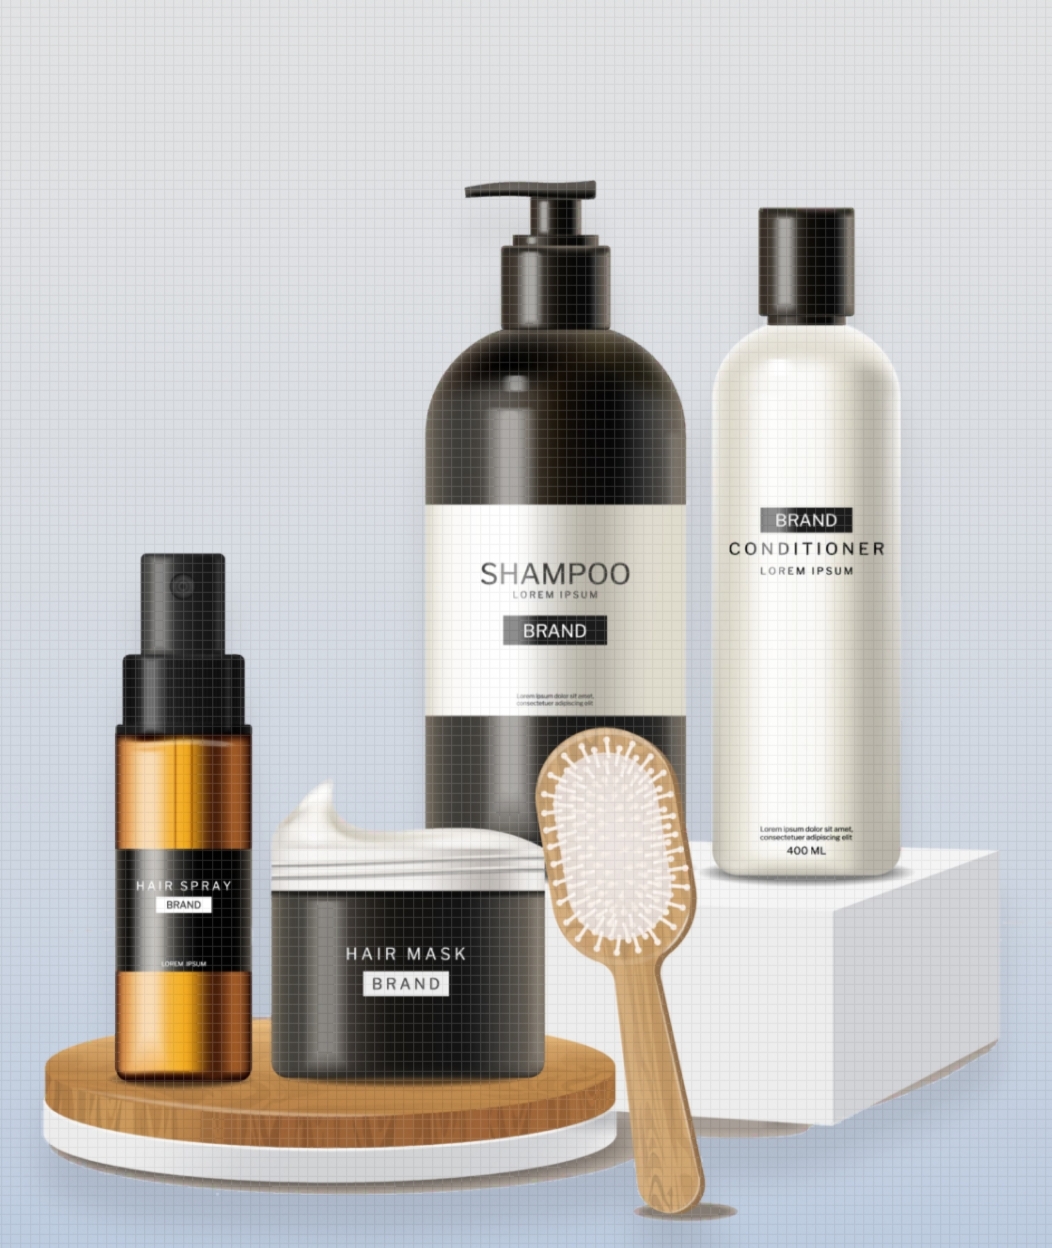 SHAMPOO
LOREM IPSUM
BRAND
Lorem ipsum dolor sit amet,
consectetuer adipiscing elit
BRAND
CONDITIONER
LOREM IPSUM
Lorem ipsum dolor sit amet,
consectetuer adipiscing elit
400 ML
HAIR SPRAY
BRAND
LOREM IPSUM
HAIR MASK
BRAND